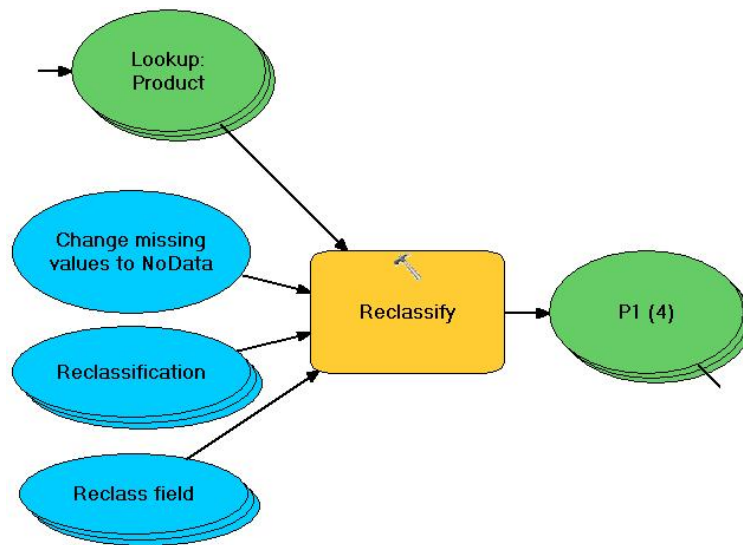 Lookup:
Product
Change missing
values to NoData
Reclassify
P1 (4)
Reclassification
Reclass field